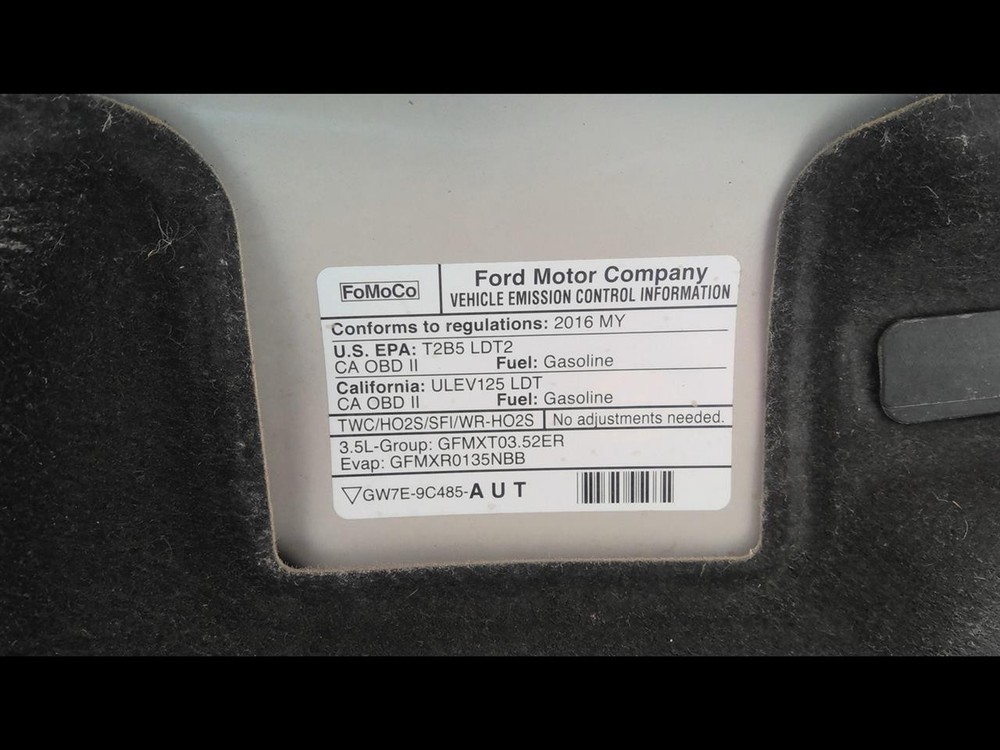 FoMoCo
Ford Motor Company
VEHICLE EMISSION CONTROL INFORMATION
Conforms to regulations: 2016 MY
U.S. EPA: T2B5 LDT2
CA OBD II Fuel: Gasoline
California: ULEV125 LDT
CA OBD II Fuel: Gasoline
TWC/HO2S/SFI/WR-HO2S No adjustments needed.
3.5L-Group: GFMXT03.52ER
Evap: GFMXR0135NBB
GW7E-9C485-A U T